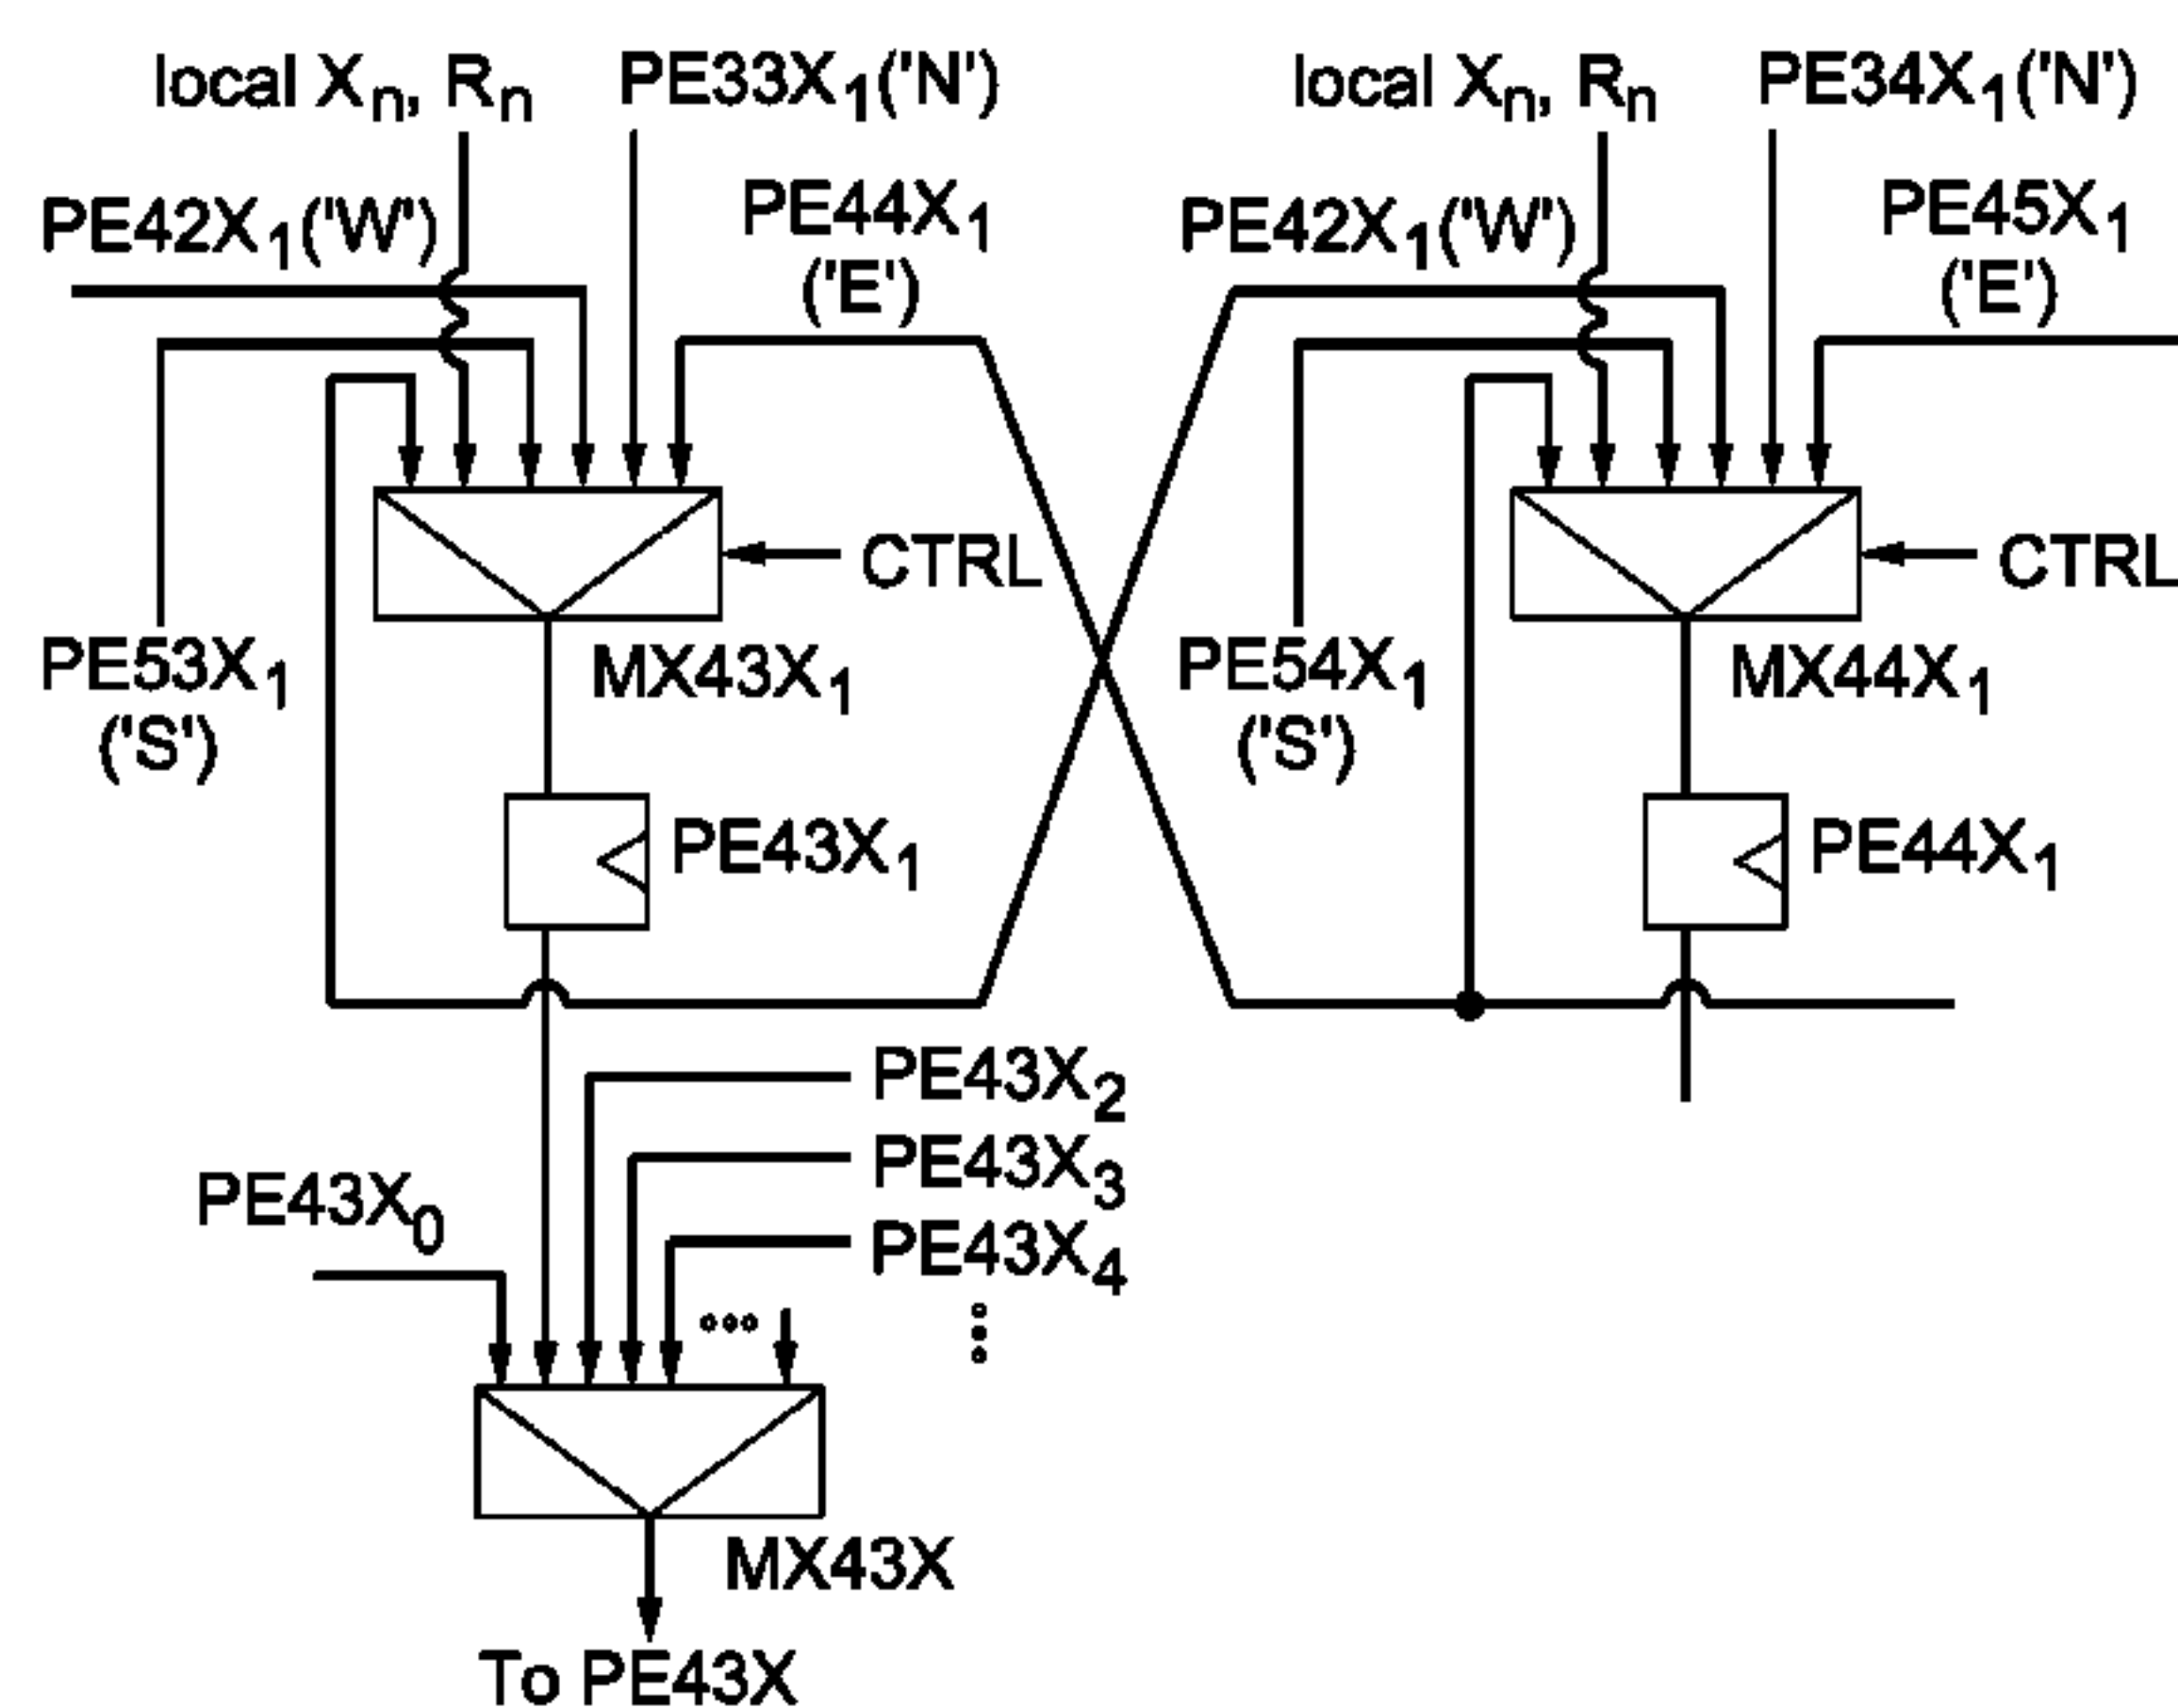 local Xn, Rn
PE33X1('N')
local Xn, Rn
PE34X1('N')
PE42X1('W')
PE44X1
('E')
PE42X1('W')
PE45X1
('E')
CTRL
CTRL
PE53X1
('S')
MX43X1
PE54X1
('S')
MX44X1
PE43X1
PE44X1
PE43X2
PE43X3
PE43X0
PE43X4
MX43X
To PE43X